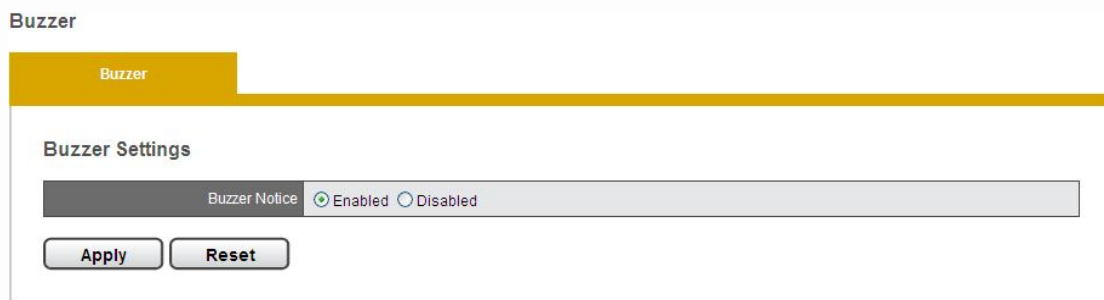 Buzzer
Buzzer
Buzzer Settings
Buzzer Notice Enabled Disabled
Apply Reset